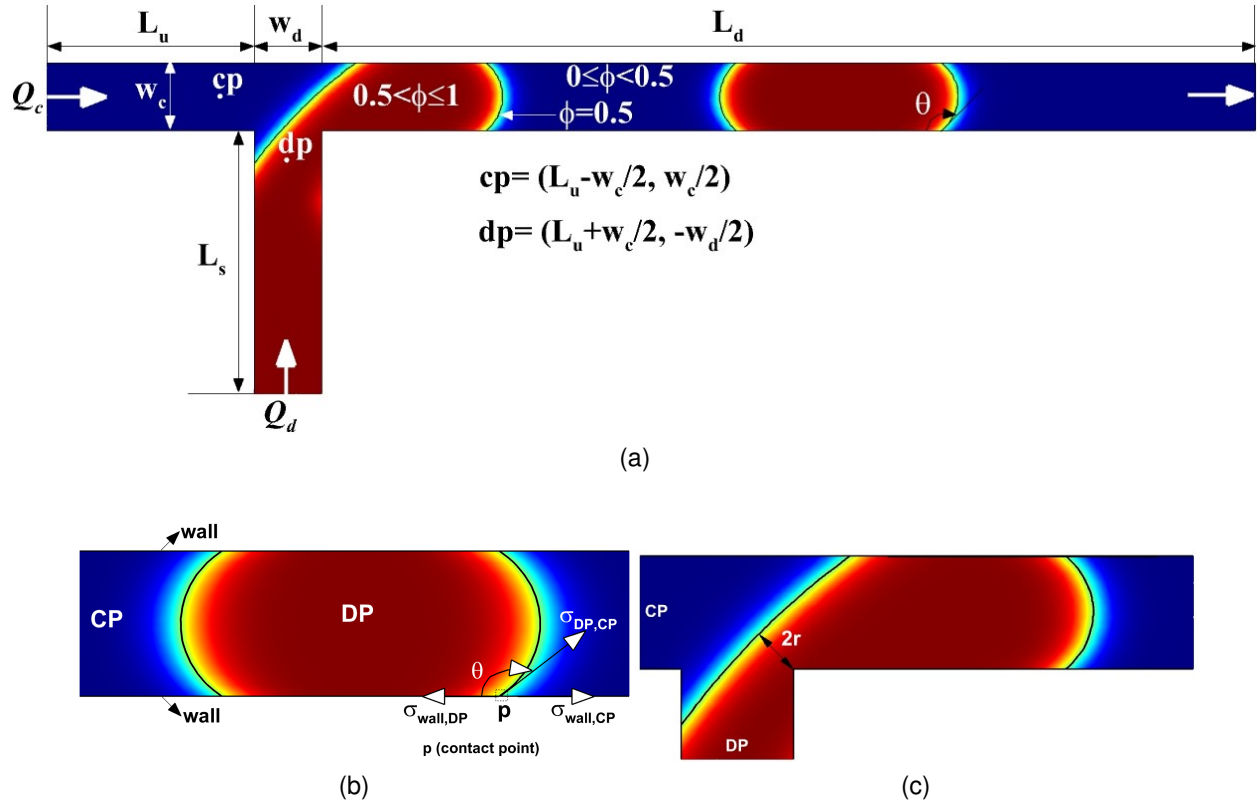 L_u w_d L_d
Q_c w_c cp 0.5<ϕ≤1 0≤ϕ<0.5 θ
ϕ=0.5
dp
cp= (L_u-w_c/2, w_c/2)
dp= (L_u+w_c/2, -w_d/2)
L_s
Q_d
(a)
wall
CP DP σ_DP,CP
θ
σ_wall,DP p σ_wall,CP
wall
p (contact point)
(b)
CP 2r
DP
(c)